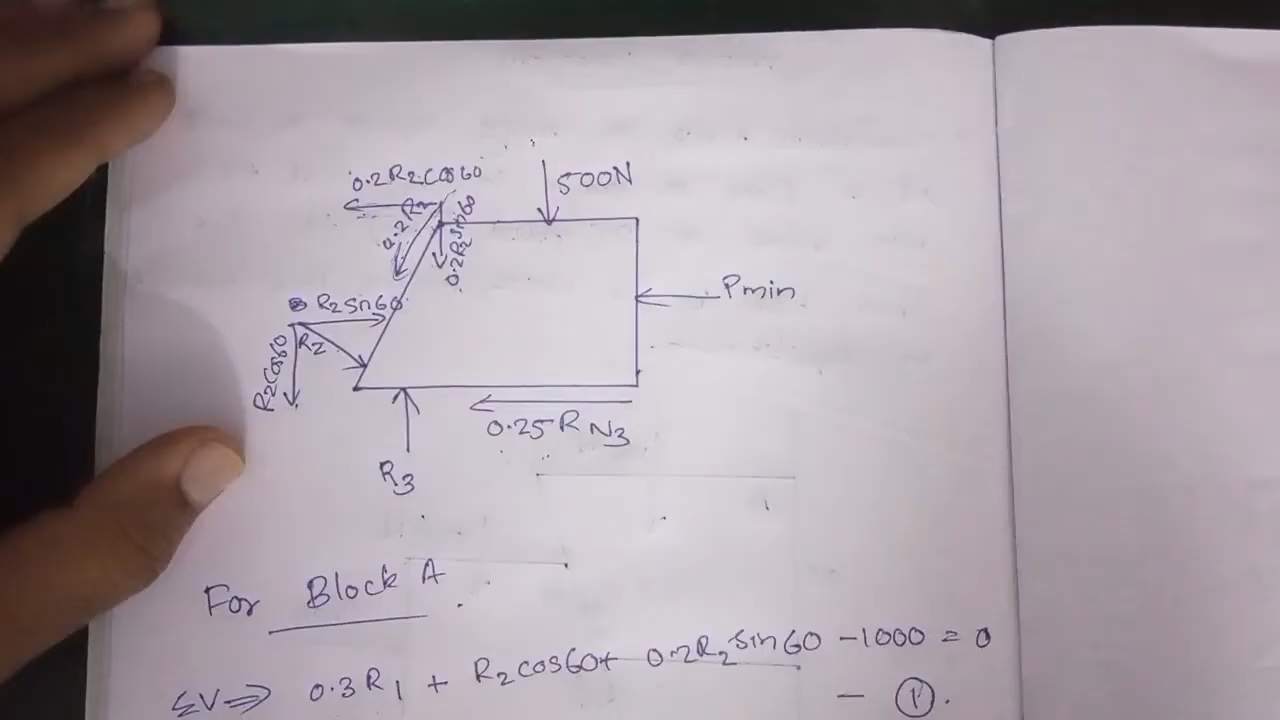 0.2R2cos60
500N
0.2R2
0.2R2sin60
Pmin
R2sin60
R2
R2cos60
0.25RN3
R3
For Block A
ΣV⇒ 0.3R1 + R2cos60+ 0.2R2sin60 -1000 = 0
- ①.